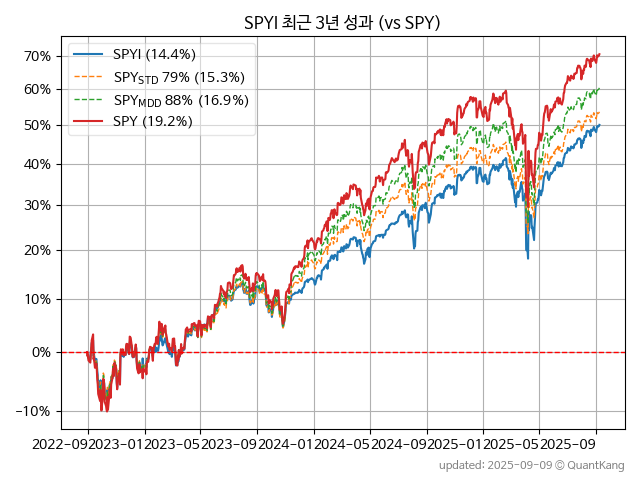 SPYI 최근 3년 성과 (vs SPY)
SPYI (14.4%)
SPY_STD 79% (15.3%)
SPY_MDD 88% (16.9%)
SPY (19.2%)
70%
60%
50%
40%
30%
20%
10%
0%
−10%
2022-09 2023-01 2023-05 2023-09 2024-01 2024-05 2024-09 2025-01 2025-05 2025-09
updated: 2025-09-09 © QuantKang